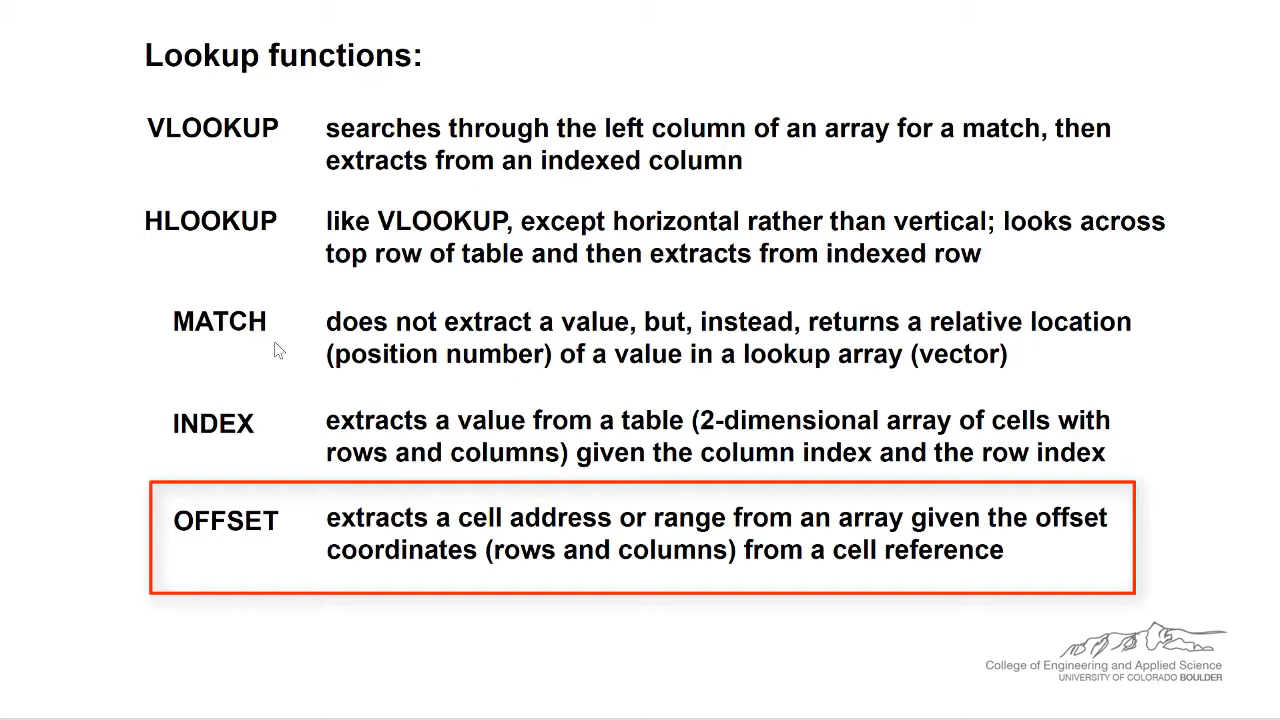 Lookup functions:
VLOOKUP searches through the left column of an array for a match, then
extracts from an indexed column
HLOOKUP like VLOOKUP, except horizontal rather than vertical; looks across
top row of table and then extracts from indexed row
MATCH does not extract a value, but, instead, returns a relative location
(position number) of a value in a lookup array (vector)
INDEX extracts a value from a table (2-dimensional array of cells with
rows and columns) given the column index and the row index
OFFSET extracts a cell address or range from an array given the offset
coordinates (rows and columns) from a cell reference
College of Engineering and Applied Science
UNIVERSITY OF COLORADO BOULDER